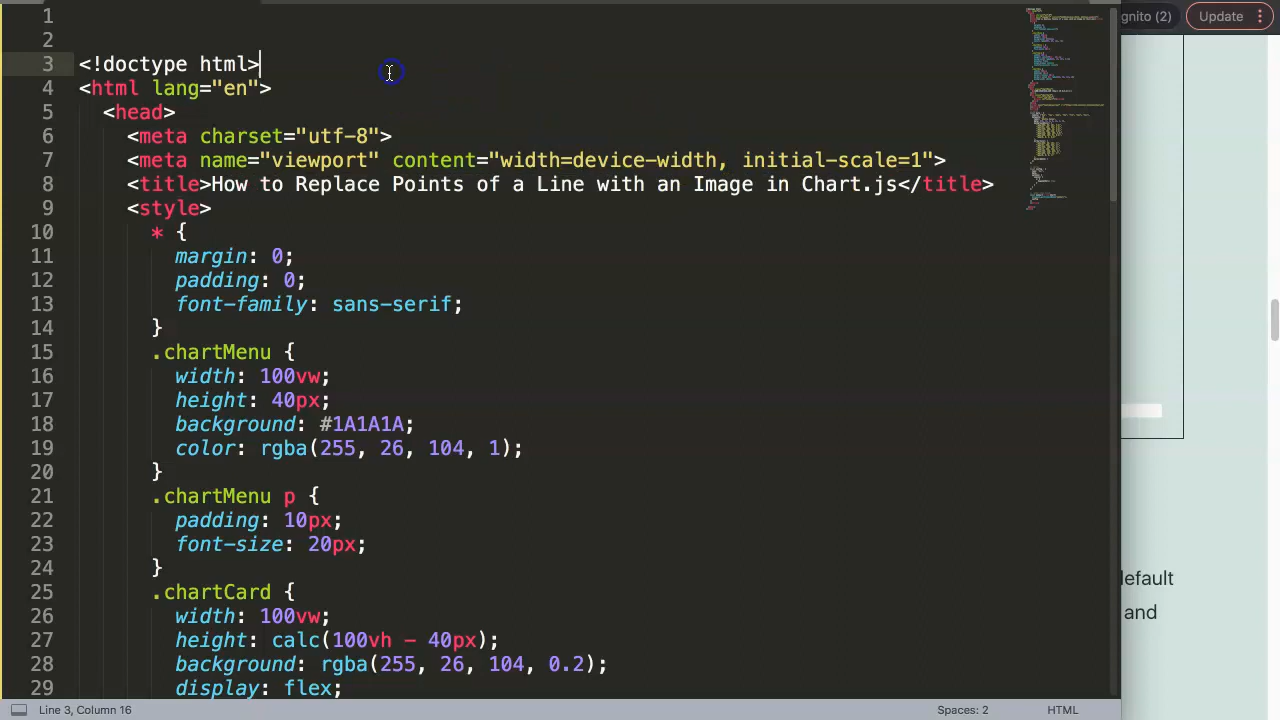 gnito (2)
Update
1
2
3 <!doctype html>
4 <html lang="en">
5 <head>
6 <meta charset="utf-8">
7 <meta name="viewport" content="width=device-width, initial-scale=1">
8 <title>How to Replace Points of a Line with an Image in Chart.js</title>
9 <style>
10 * {
11 margin: 0;
12 padding: 0;
13 font-family: sans-serif;
14 }
15 .chartMenu {
16 width: 100vw;
17 height: 40px;
18 background: #1A1A1A;
19 color: rgba(255, 26, 104, 1);
20 }
21 .chartMenu p {
22 padding: 10px;
23 font-size: 20px;
24 }
25 .chartCard {
26 width: 100vw;
27 height: calc(100vh - 40px);
28 background: rgba(255, 26, 104, 0.2);
29 display: flex;
efault
and
Line 3, Column 16
Spaces: 2
HTML